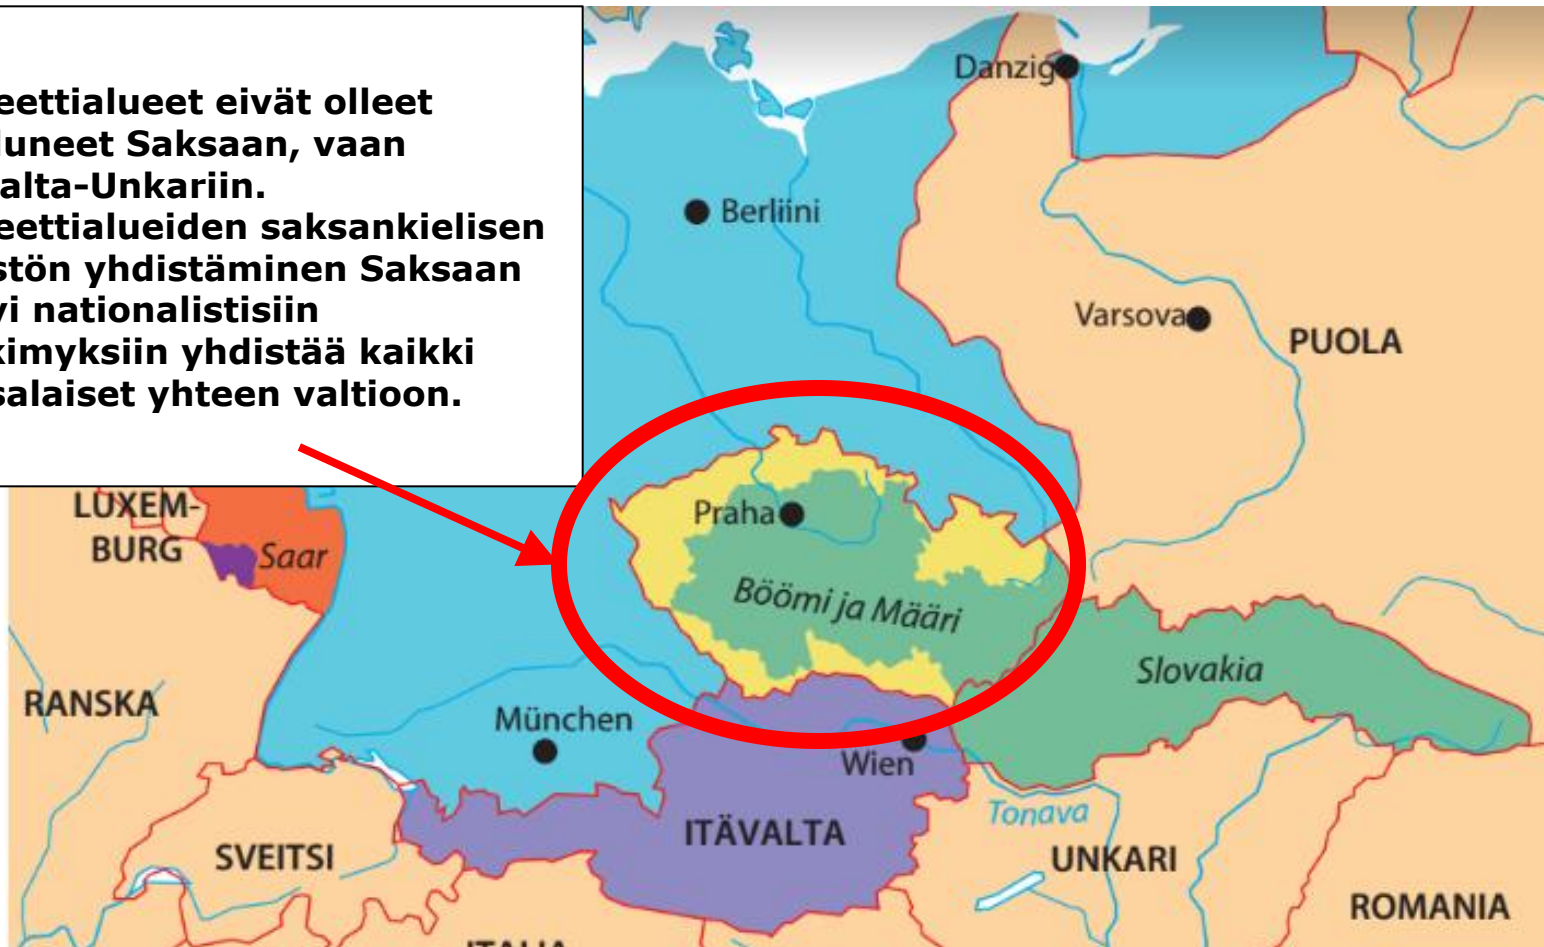 eettialueet eivät olleet
luneet Saksaan, vaan
alta-Unkariin.
eettialueiden saksankielisen
stön yhdistäminen Saksaan
vi nationalistisiin
kimyksiin yhdistää kaikki
salaiset yhteen valtioon.
Danzig
Berliini
Varsova
PUOLA
LUXEM-
BURG
Saar
Praha
Böömi ja Määri
Slovakia
RANSKA
München
Wien
Tonava
ITÄVALTA
SVEITSI
UNKARI
ROMANIA
ITALIA